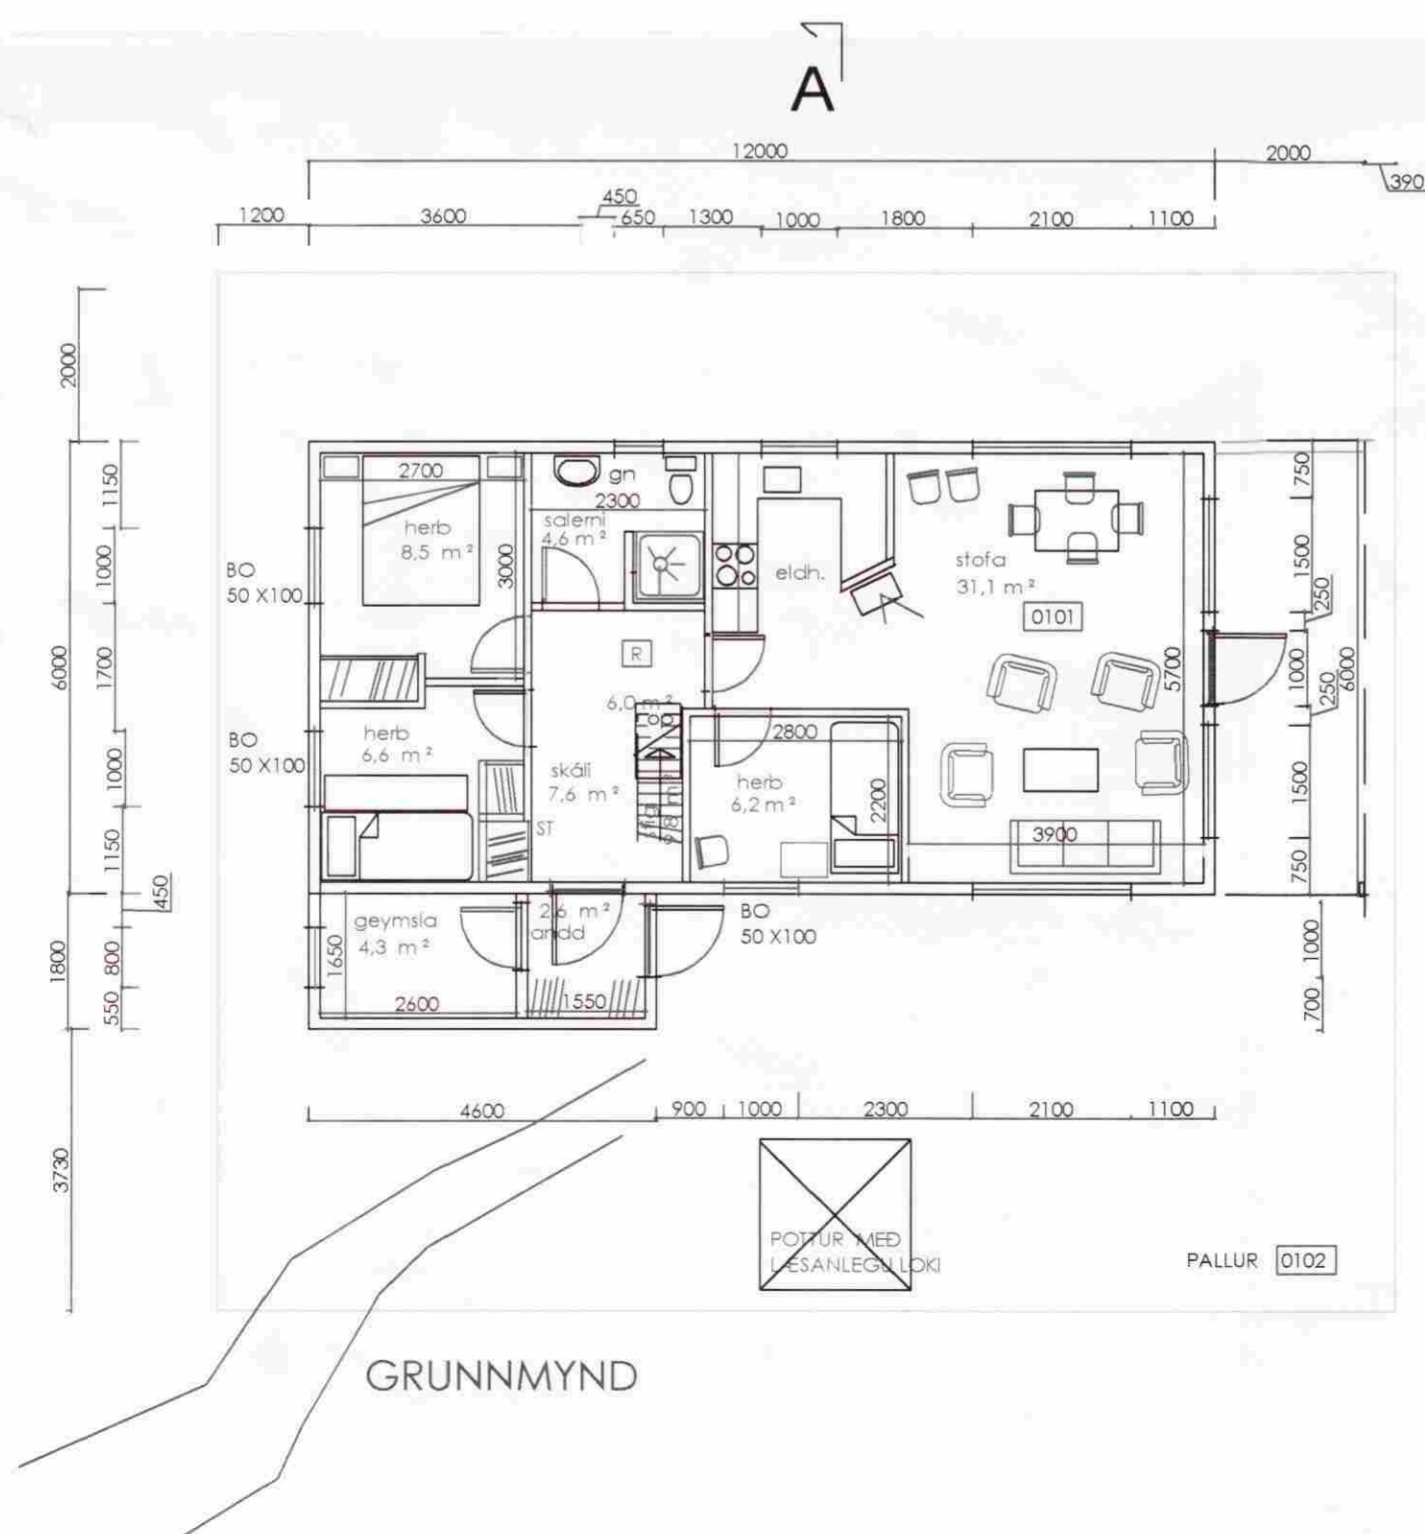 A
12000
2000
390
1200
3600
450
650
1300
1000
1800
2100
1100
2000
6000
1800
3730
1150
1000
1700
1000
1150
450
800
550
BO
50 X100
BO
50 X100
2700
herb
8,5 m²
3000
gn
2300
salerni
4,6 m²
eldh.
stofa
31,1 m²
0101
5700
R
6,0 m²
herb
6,6 m²
skáli
7,6 m²
ST
2800
herb
6,2 m²
2200
3900
750
1500
250
1000
250
6000
1500
750
1000
700
geymsla
4,3 m²
1650
2600
2,6 m²
andd
1550
BO
50 X100
4600
900
1000
2300
2100
1100
POTTUR MEÐ
LÆSANLEGU LOKI
PALLUR 0102
GRUNNMYND